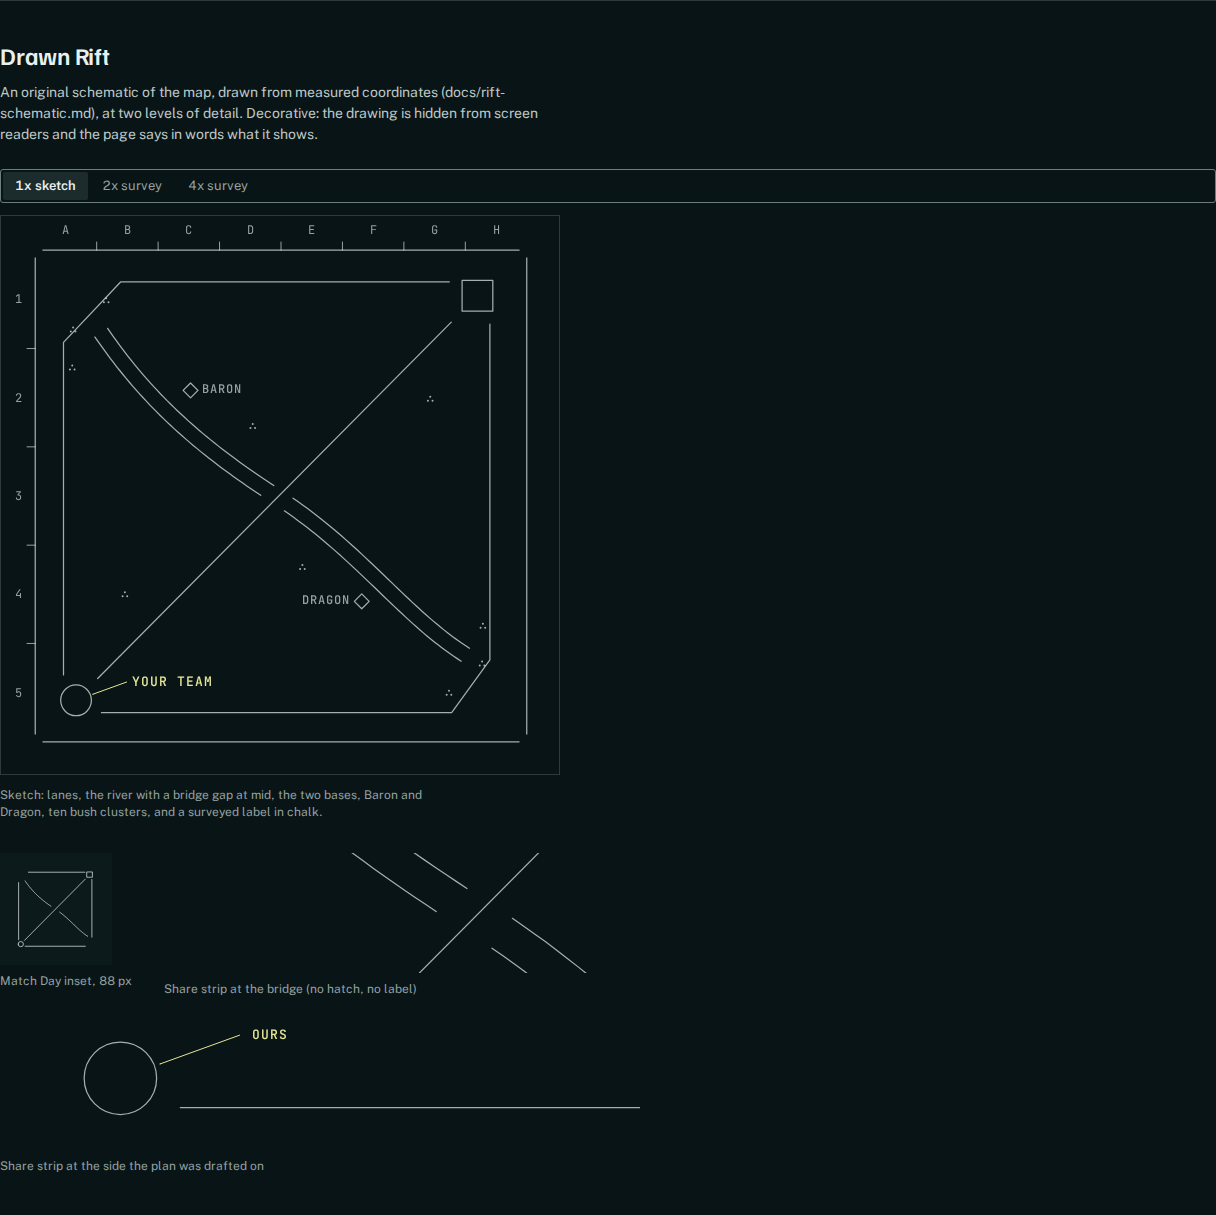 Drawn Rift
An original schematic of the map, drawn from measured coordinates (docs/rift-
schematic.md), at two levels of detail. Decorative: the drawing is hidden from screen
readers and the page says in words what it shows.
1x sketch 2x survey 4x survey
A B C D E F G H
1
BARON
2
3
4
DRAGON
YOUR TEAM
5
Sketch: lanes, the river with a bridge gap at mid, the two bases, Baron and
Dragon, ten bush clusters, and a surveyed label in chalk.
Match Day inset, 88 px
Share strip at the bridge (no hatch, no label)
OURS
Share strip at the side the plan was drafted on